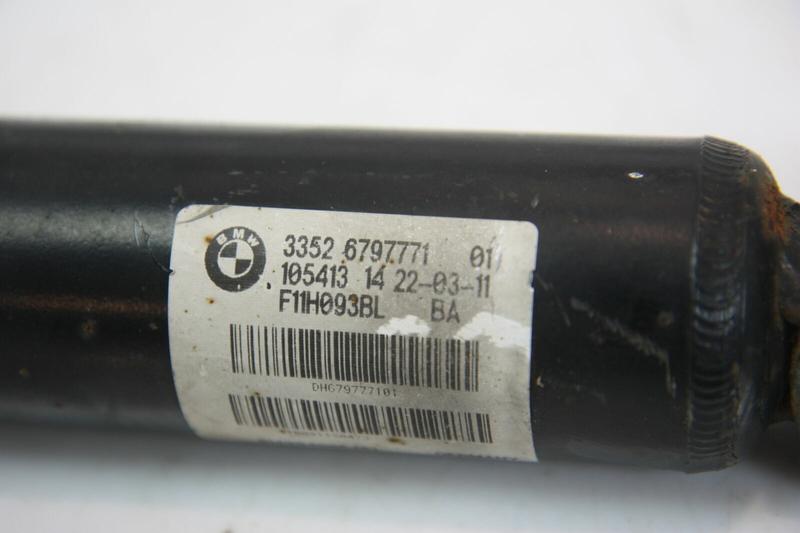 BMW
3352 6797771 01
105413 14 22-03-11
F11H093BL BA
DH679777101